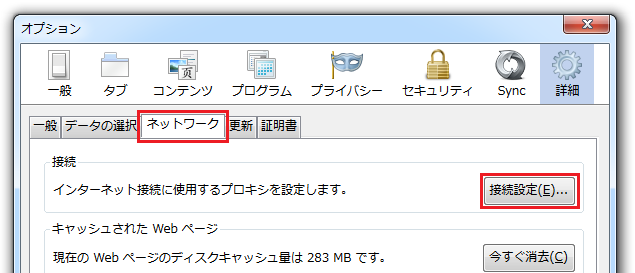 オプション
一般 タブ コンテンツ プログラム プライバシー セキュリティ Sync 詳細
一般 データの選択 ネットワーク 更新 証明書
接続
インターネット接続に使用するプロキシを設定します。 接続設定(E)...
キャッシュされた Web ページ
現在の Web ページのディスクキャッシュ量は 283 MB です。 今すぐ消去(C)